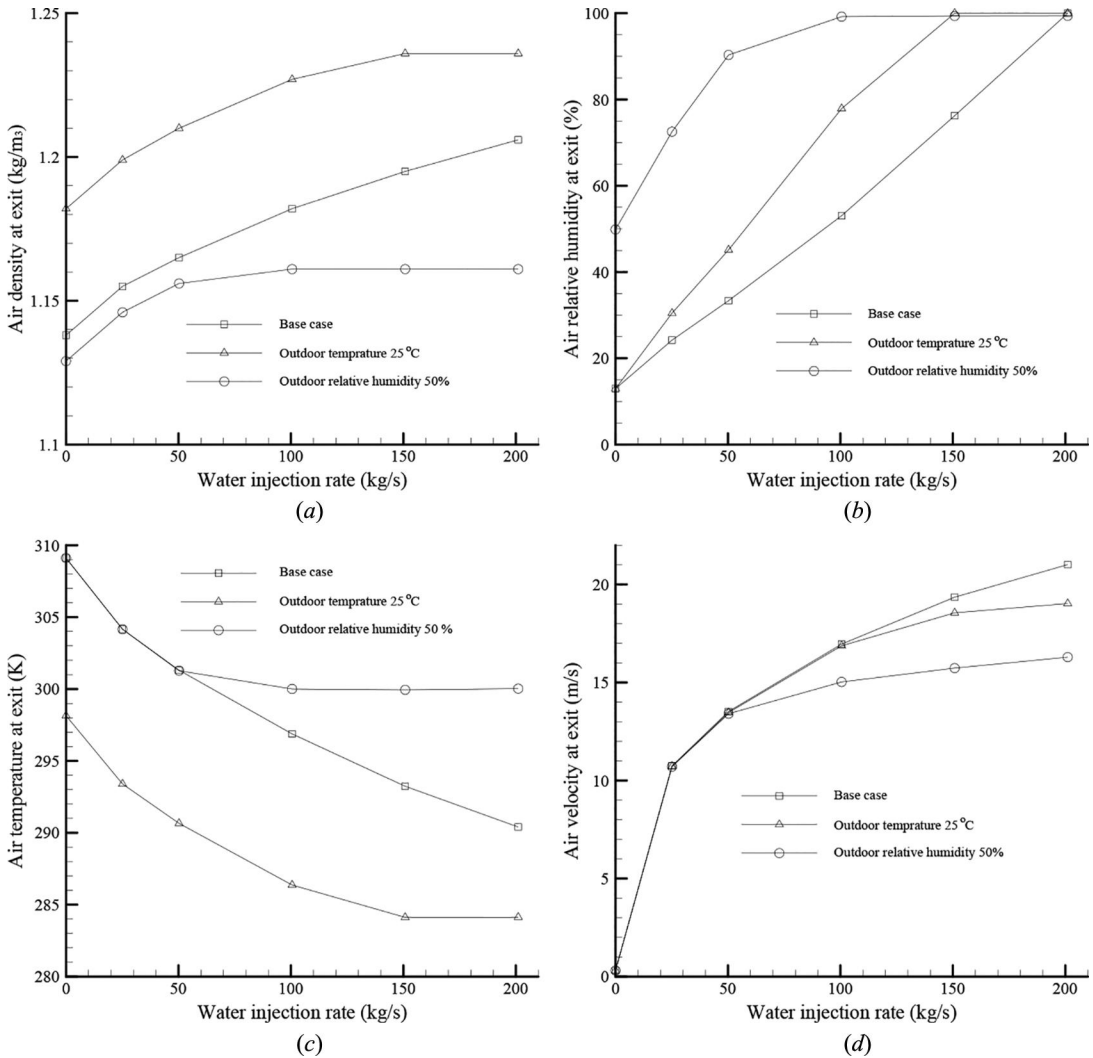 1.25
1.2
1.15
1.1
Air density at exit (kg/m3)
Base case
Outdoor temprature 25 °C
Outdoor relative humidity 50%
0 50 100 150 200
Water injection rate (kg/s)
(a)
100
80
60
40
20
0
Air relative humidity at exit (%)
Base case
Outdoor temprature 25 °C
Outdoor relative humidity 50%
0 50 100 150 200
Water injection rate (kg/s)
(b)
310
305
300
295
290
285
280
Air temperature at exit (K)
Base case
Outdoor temprature 25 °C
Outdoor relative humidity 50 %
0 50 100 150 200
Water injection rate (kg/s)
(c)
20
15
10
5
0
Air velocity at exit (m/s)
Base case
Outdoor temprature 25 °C
Outdoor relative humidity 50%
0 50 100 150 200
Water injection rate (kg/s)
(d)